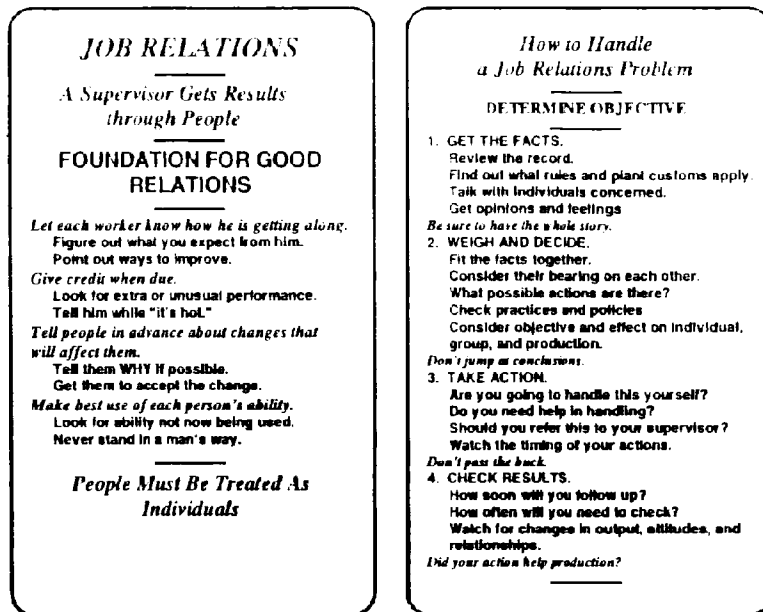 JOB RELATIONS
A Supervisor Gets Results
through People
FOUNDATION FOR GOOD
RELATIONS
Let each worker know how he is getting along.
Figure out what you expect from him.
Point out ways to improve.
Give credit when due.
Look for extra or unusual performance.
Tell him while "it's hot."
Tell people in advance about changes that
will affect them.
Tell them WHY if possible.
Get them to accept the change.
Make best use of each person's ability.
Look for ability not now being used.
Never stand in a man's way.
People Must Be Treated As
Individuals
How to Handle
a Job Relations Problem
DETERMINE OBJECTIVE
1. GET THE FACTS.
Review the record.
Find out what rules and plant customs apply.
Talk with individuals concerned.
Get opinions and feelings
Be sure to have the whole story.
2. WEIGH AND DECIDE.
Fit the facts together.
Consider their bearing on each other.
What possible actions are there?
Check practices and policies
Consider objective and effect on individual,
group, and production.
Don't jump at conclusions.
3. TAKE ACTION.
Are you going to handle this yourself?
Do you need help in handling?
Should you refer this to your supervisor?
Watch the timing of your actions.
Don't pass the buck.
4. CHECK RESULTS.
How soon will you follow up?
How often will you need to check?
Watch for changes in output, attitudes, and
relationships.
Did your action help production?